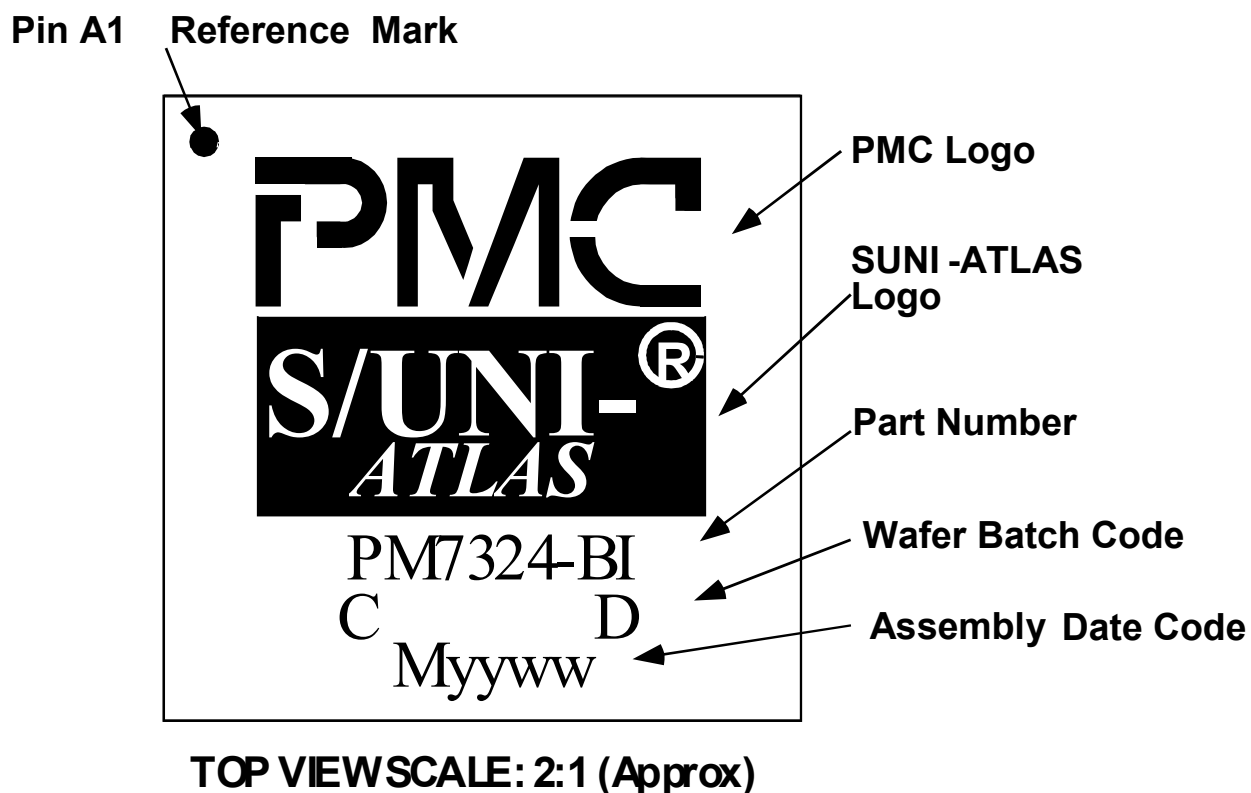 Pin A1 Reference Mark
PMC
PMC Logo
SUNI -ATLAS
Logo
S/UNI-®
ATLAS
Part Number
PM7324-BI
Wafer Batch Code
C D
Assembly Date Code
Myyww
TOP VIEW SCALE: 2:1 (Approx)